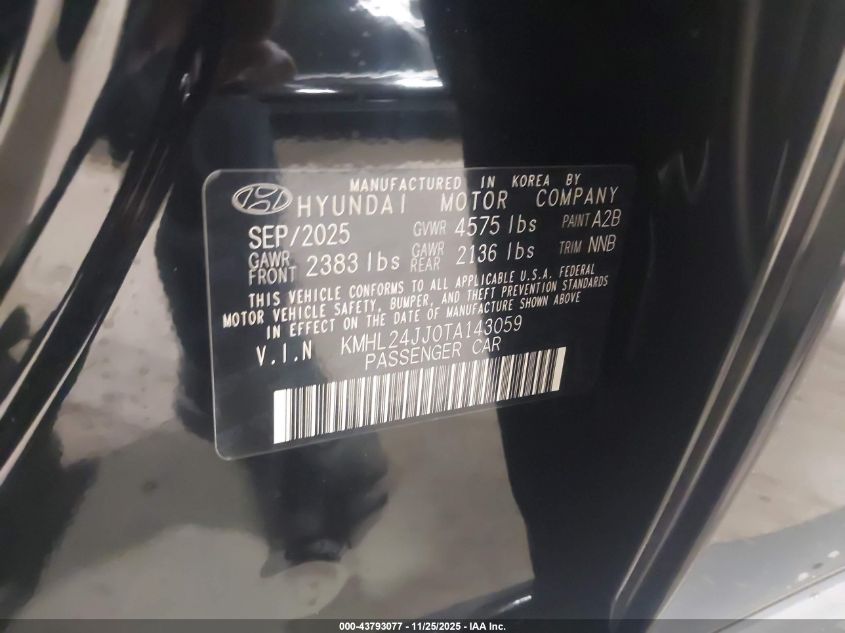 MANUFACTURED IN KOREA BY
HYUNDAI MOTOR COMPANY
SEP/2025 GVWR 4575 lbs PAINT A2B
GAWR FRONT 2383 lbs GAWR REAR 2136 lbs TRIM NNB
THIS VEHICLE CONFORMS TO ALL APPLICABLE U.S.A. FEDERAL
MOTOR VEHICLE SAFETY, BUMPER, AND THEFT PREVENTION STANDARDS
IN EFFECT ON THE DATE OF MANUFACTURE SHOWN ABOVE
V.I.N KMHL24JJ0TA143059
PASSENGER CAR
000-43793077 - 11/25/2025 - IAA Inc.